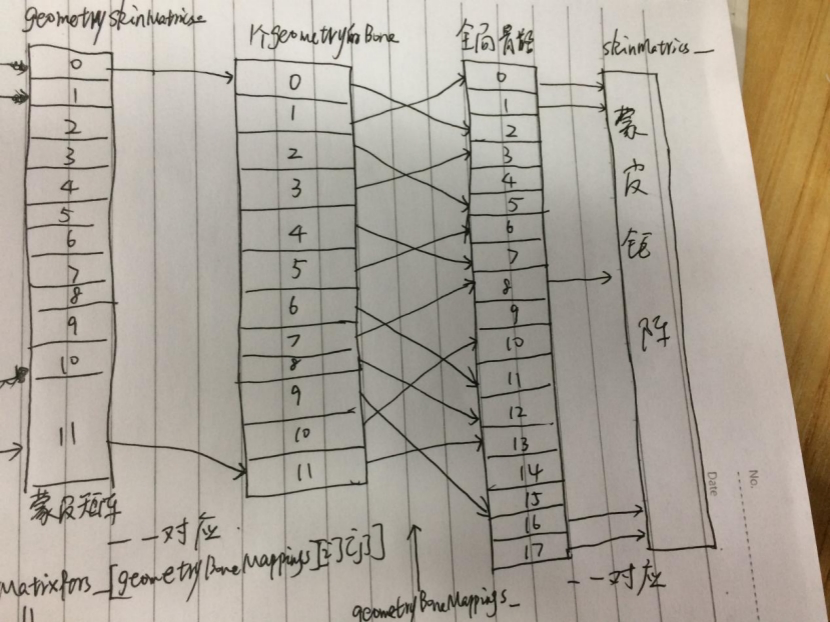 geometrySkinMatrices
1个geometry的Bone
全局骨骼
skinMatrics_
0
1
2
3
4
5
6
7
8
9
10
11
0
1
2
3
4
5
6
7
8
9
10
11
0
1
2
3
4
5
6
7
8
9
10
11
12
13
14
15
16
17
蒙
皮
矩
阵
蒙皮矩阵
一一对应
[geometryBoneMappings][i][j]
geometryBoneMappings_
一一对应
No.
Date